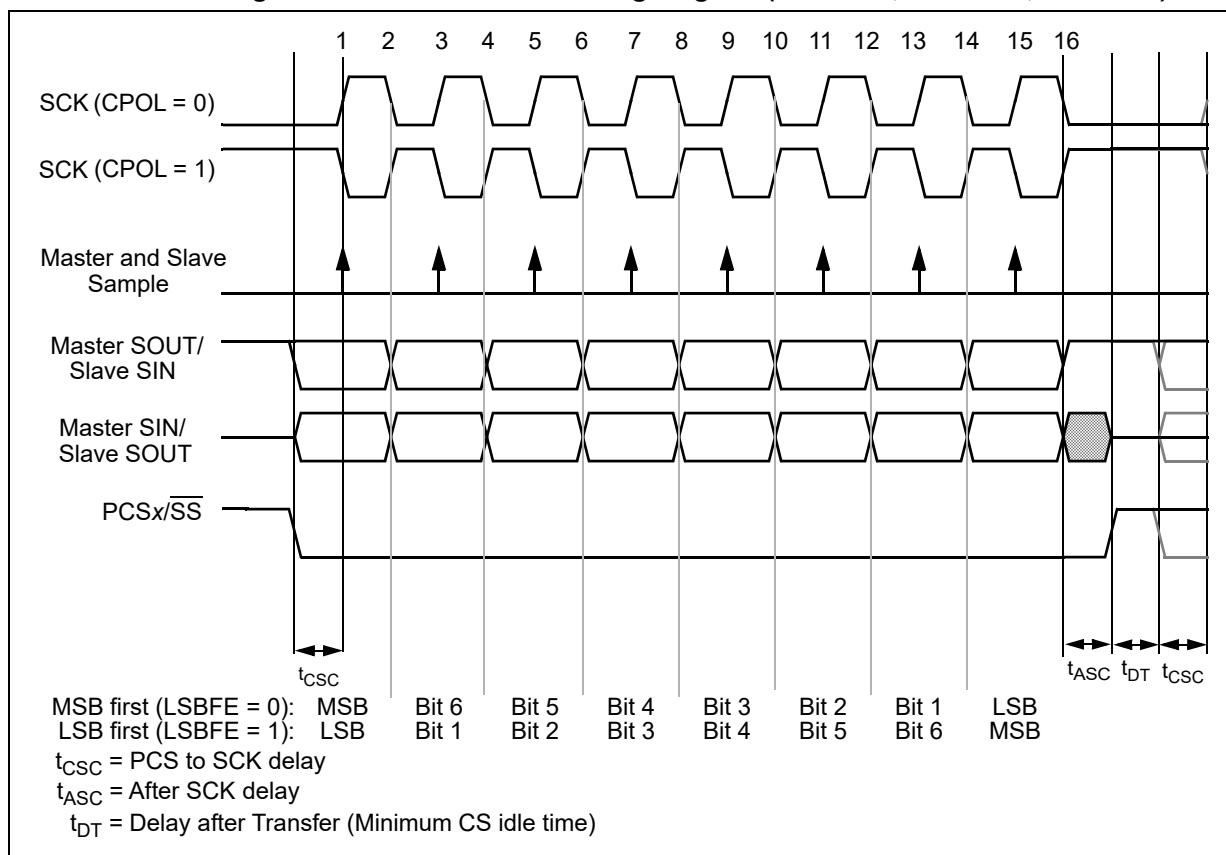 1 2 3 4 5 6 7 8 9 10 11 12 13 14 15 16
SCK (CPOL = 0)
SCK (CPOL = 1)
Master and Slave
Sample
Master SOUT/
Slave SIN
Master SIN/
Slave SOUT
PCSx/SS
tCSC
tASC tDT tCSC
MSB first (LSBFE = 0): MSB Bit 6 Bit 5 Bit 4 Bit 3 Bit 2 Bit 1 LSB
LSB first (LSBFE = 1): LSB Bit 1 Bit 2 Bit 3 Bit 4 Bit 5 Bit 6 MSB
tCSC = PCS to SCK delay
tASC = After SCK delay
tDT = Delay after Transfer (Minimum CS idle time)